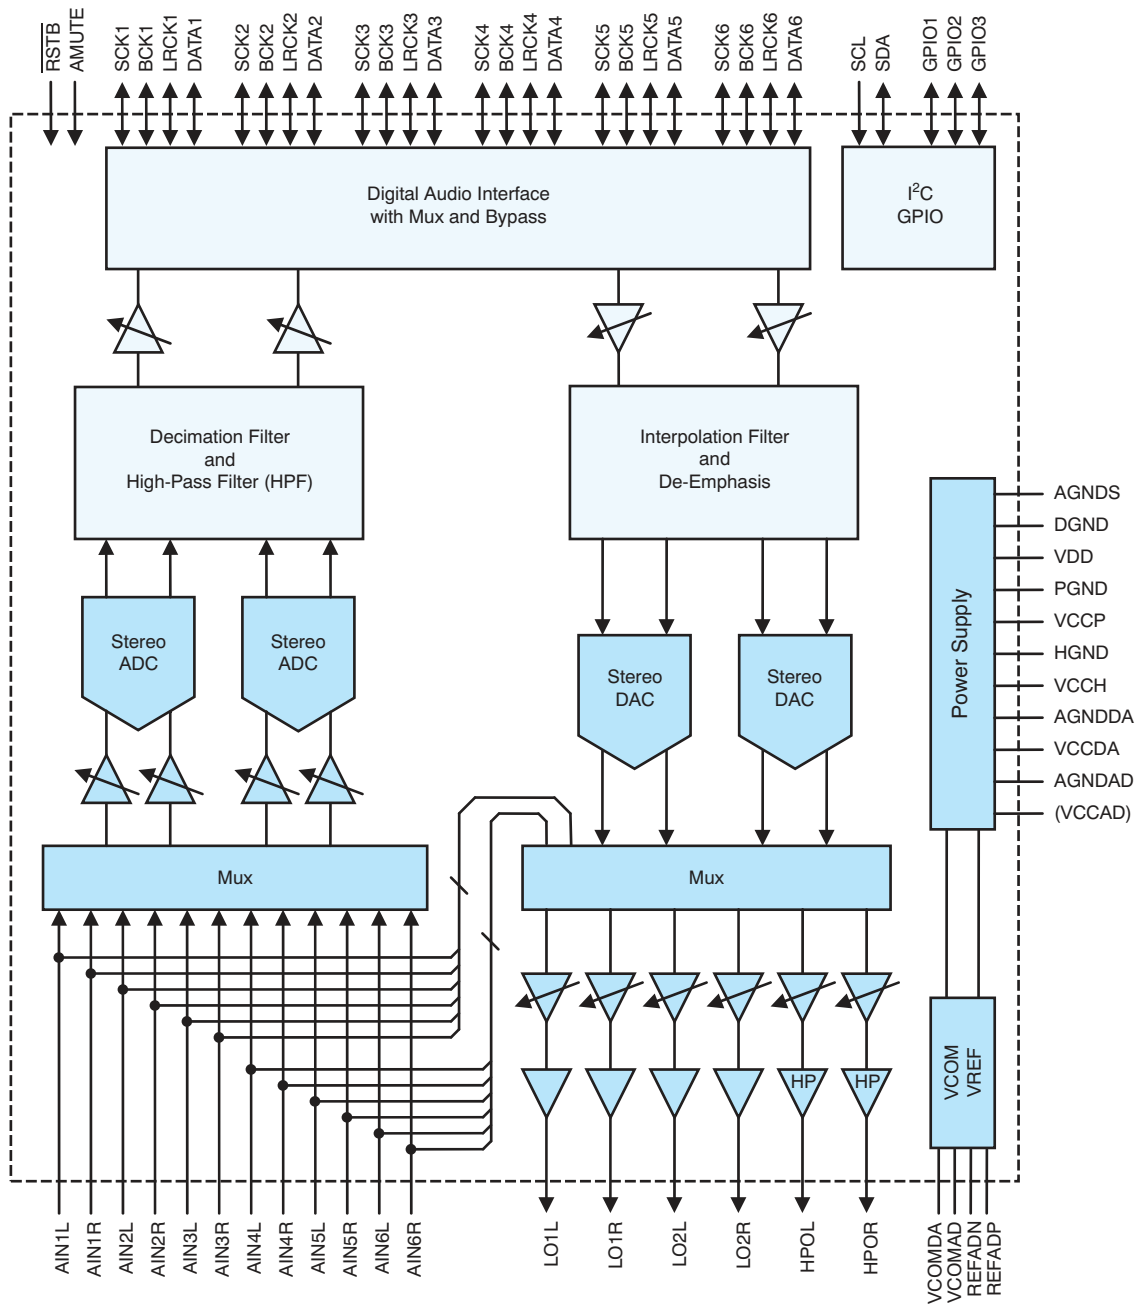 RSTB
AMUTE
SCK1
BCK1
LRCK1
DATA1
SCK2
BCK2
LRCK2
DATA2
SCK3
BCK3
LRCK3
DATA3
SCK4
BCK4
LRCK4
DATA4
SCK5
BCK5
LRCK5
DATA5
SCK6
BCK6
LRCK6
DATA6
SCL
SDA
GPIO1
GPIO2
GPIO3
Digital Audio Interface
with Mux and Bypass
I²C
GPIO
Decimation Filter
and
High-Pass Filter (HPF)
Interpolation Filter
and
De-Emphasis
Stereo
ADC
Stereo
ADC
Stereo
DAC
Stereo
DAC
Power Supply
AGNDS
DGND
VDD
PGND
VCCP
HGND
VCCH
AGNDDA
VCCDA
AGNDAD
(VCCAD)
Mux
Mux
HP
HP
VCOM
VREF
AIN1L
AIN1R
AIN2L
AIN2R
AIN3L
AIN3R
AIN4L
AIN4R
AIN5L
AIN5R
AIN6L
AIN6R
LO1L
LO1R
LO2L
LO2R
HPOL
HPOR
VCOMDA
VCOMAD
REFADN
REFADP